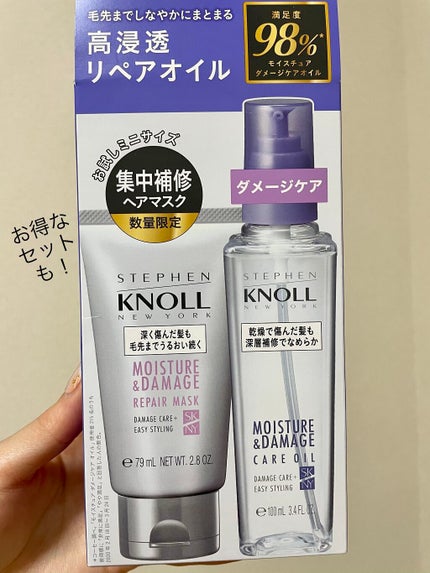 毛先までしなやかにまとまる
高浸透
リペアオイル
満足度
98%*
モイスチュア
ダメージケアオイル
お試しミニサイズ
集中補修
ヘアマスク
数量限定
ダメージケア
お得な
セット
も！
STEPHEN
KNOLL
NEW YORK
深く傷んだ髪も
毛先までうるおい続く
MOISTURE
&DAMAGE
REPAIR MASK
DAMAGE CARE+
EASY STYLING
SK
NY
℮79 mL NET WT. 2.8 OZ.
STEPHEN
KNOLL
NEW YORK
乾燥で傷んだ髪も
深層補修でなめらか
MOISTURE
&DAMAGE
CARE OIL
DAMAGE CARE+
EASY STYLING
SK
NY
℮100 mL 3.4 FL.OZ.